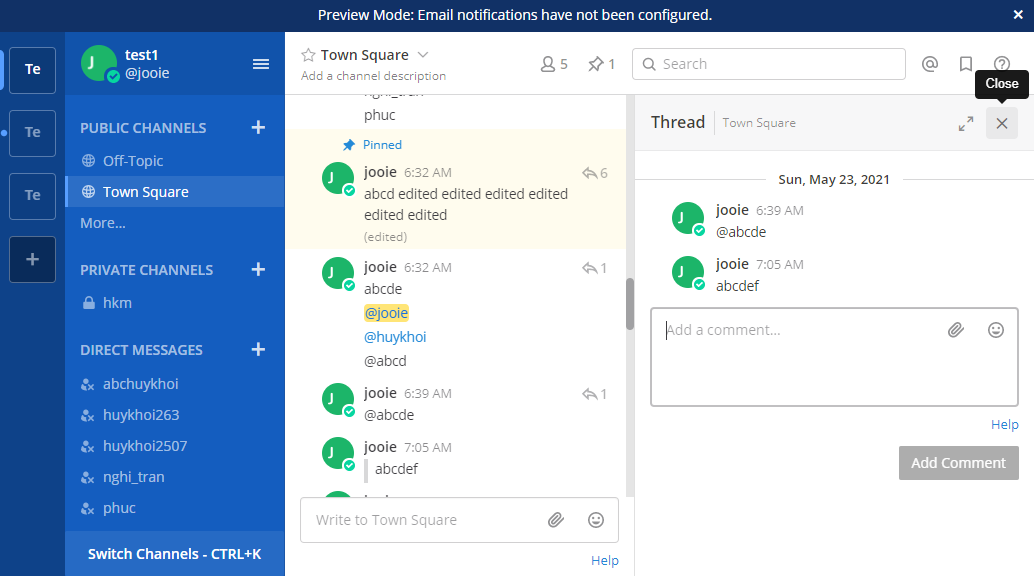 Preview Mode: Email notifications have not been configured.
Te
Te
Te
test1
@jooie
PUBLIC CHANNELS
Off-Topic
Town Square
More...
PRIVATE CHANNELS
hkm
DIRECT MESSAGES
abchuykhoi
huykhoi263
huykhoi2507
nghi_tran
phuc
Switch Channels - CTRL+K
Town Square
Add a channel description
5
1
Search
Close
nghi_tran
phuc
Pinned
jooie 6:32 AM 6
abcd edited edited edited edited
edited edited
(edited)
jooie 6:32 AM 1
abcde
@jooie
@huykhoi
@abcd
jooie 6:39 AM 1
@abcde
jooie 7:05 AM
abcdef
Write to Town Square
Help
Thread Town Square
Sun, May 23, 2021
jooie 6:39 AM
@abcde
jooie 7:05 AM
abcdef
Add a comment...
Help
Add Comment